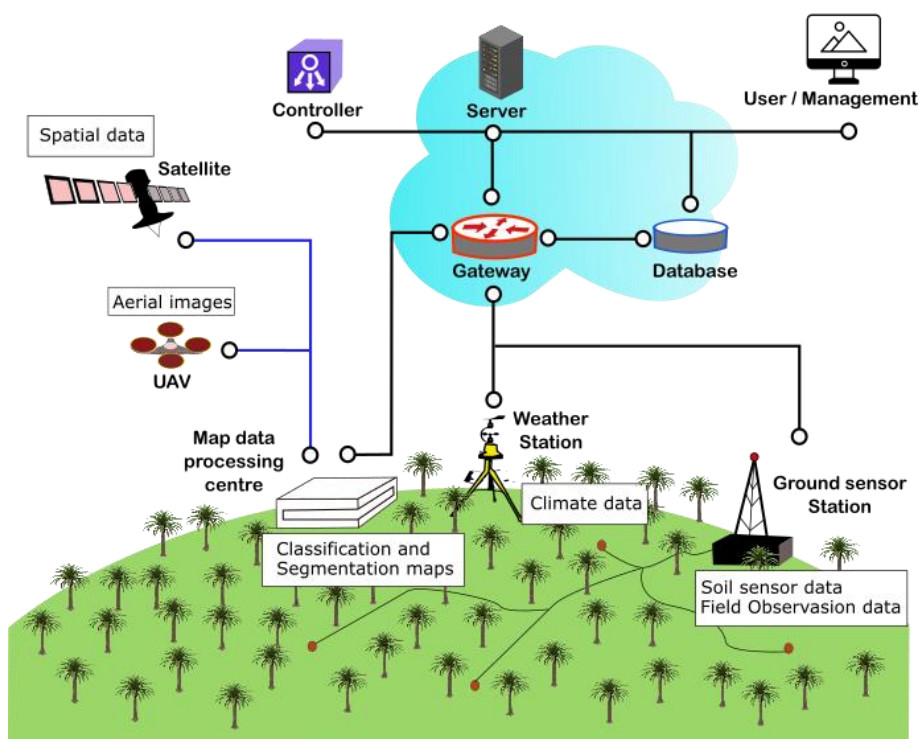 Controller
Server
User / Management
Spatial data
Satellite
Gateway
Database
Aerial images
UAV
Map data
processing
centre
Weather
Station
Climate data
Ground sensor
Station
Classification and
Segmentation maps
Soil sensor data
Field Observasion data